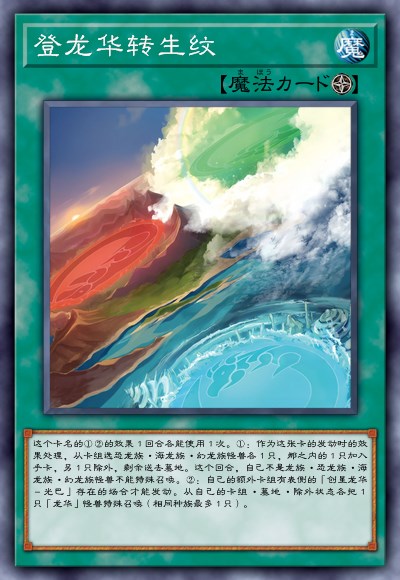 登龙华转生纹
魔
【魔法カード】
まほう
这个卡名的①②的效果1回合各能使用1次。①：作为这张卡的发动时的效
果处理，从卡组选恐龙族·海龙族·幻龙族怪兽各1只，那之内的1只加入
手卡，另1只除外，剩余送去墓地。这个回合，自己不是龙族·恐龙族·海
龙族·幻龙族怪兽不能特殊召唤。②：自己的额外卡组有表侧的「创星龙华
－光巴」存在的场合才能发动。从自己的卡组·墓地·除外状态各把1
只「龙华」怪兽特殊召唤（相同种族最多1只）。